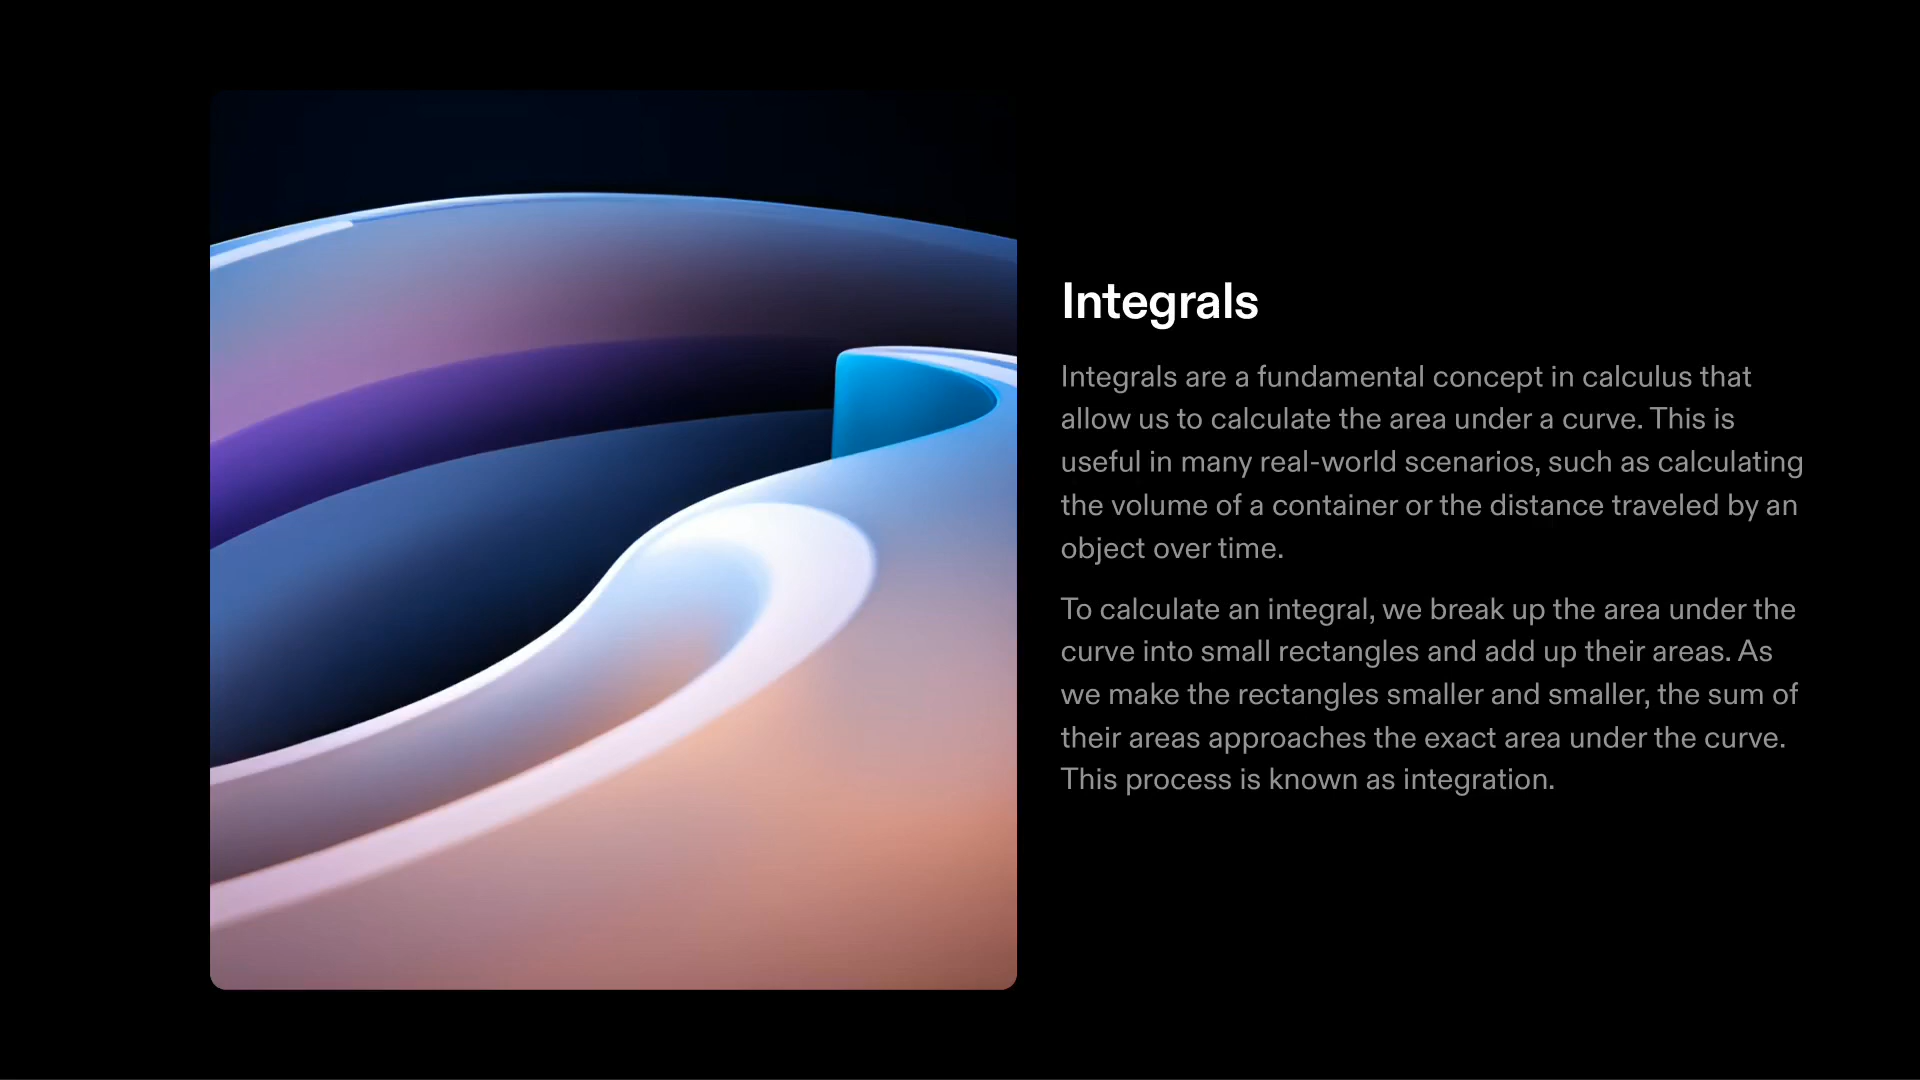 Integrals
Integrals are a fundamental concept in calculus that
allow us to calculate the area under a curve. This is
useful in many real-world scenarios, such as calculating
the volume of a container or the distance traveled by an
object over time.
To calculate an integral, we break up the area under the
curve into small rectangles and add up their areas. As
we make the rectangles smaller and smaller, the sum of
their areas approaches the exact area under the curve.
This process is known as integration.